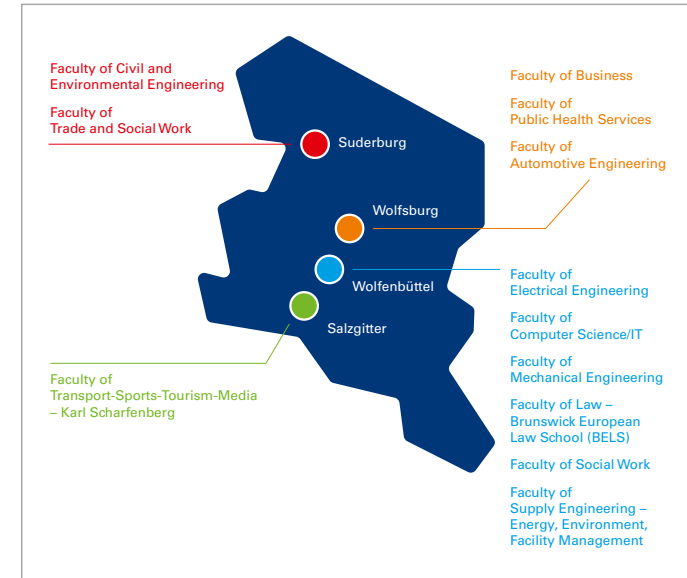 Faculty of Civil and
Environmental Engineering
Faculty of
Trade and Social Work
Suderburg
Faculty of Business
Faculty of
Public Health Services
Faculty of
Automotive Engineering
Wolfsburg
Wolfenbüttel
Salzgitter
Faculty of
Electrical Engineering
Faculty of
Computer Science/IT
Faculty of
Mechanical Engineering
Faculty of Law –
Brunswick European
Law School (BELS)
Faculty of Social Work
Faculty of
Supply Engineering –
Energy, Environment,
Facility Management
Faculty of
Transport-Sports-Tourism-Media
– Karl Scharfenberg